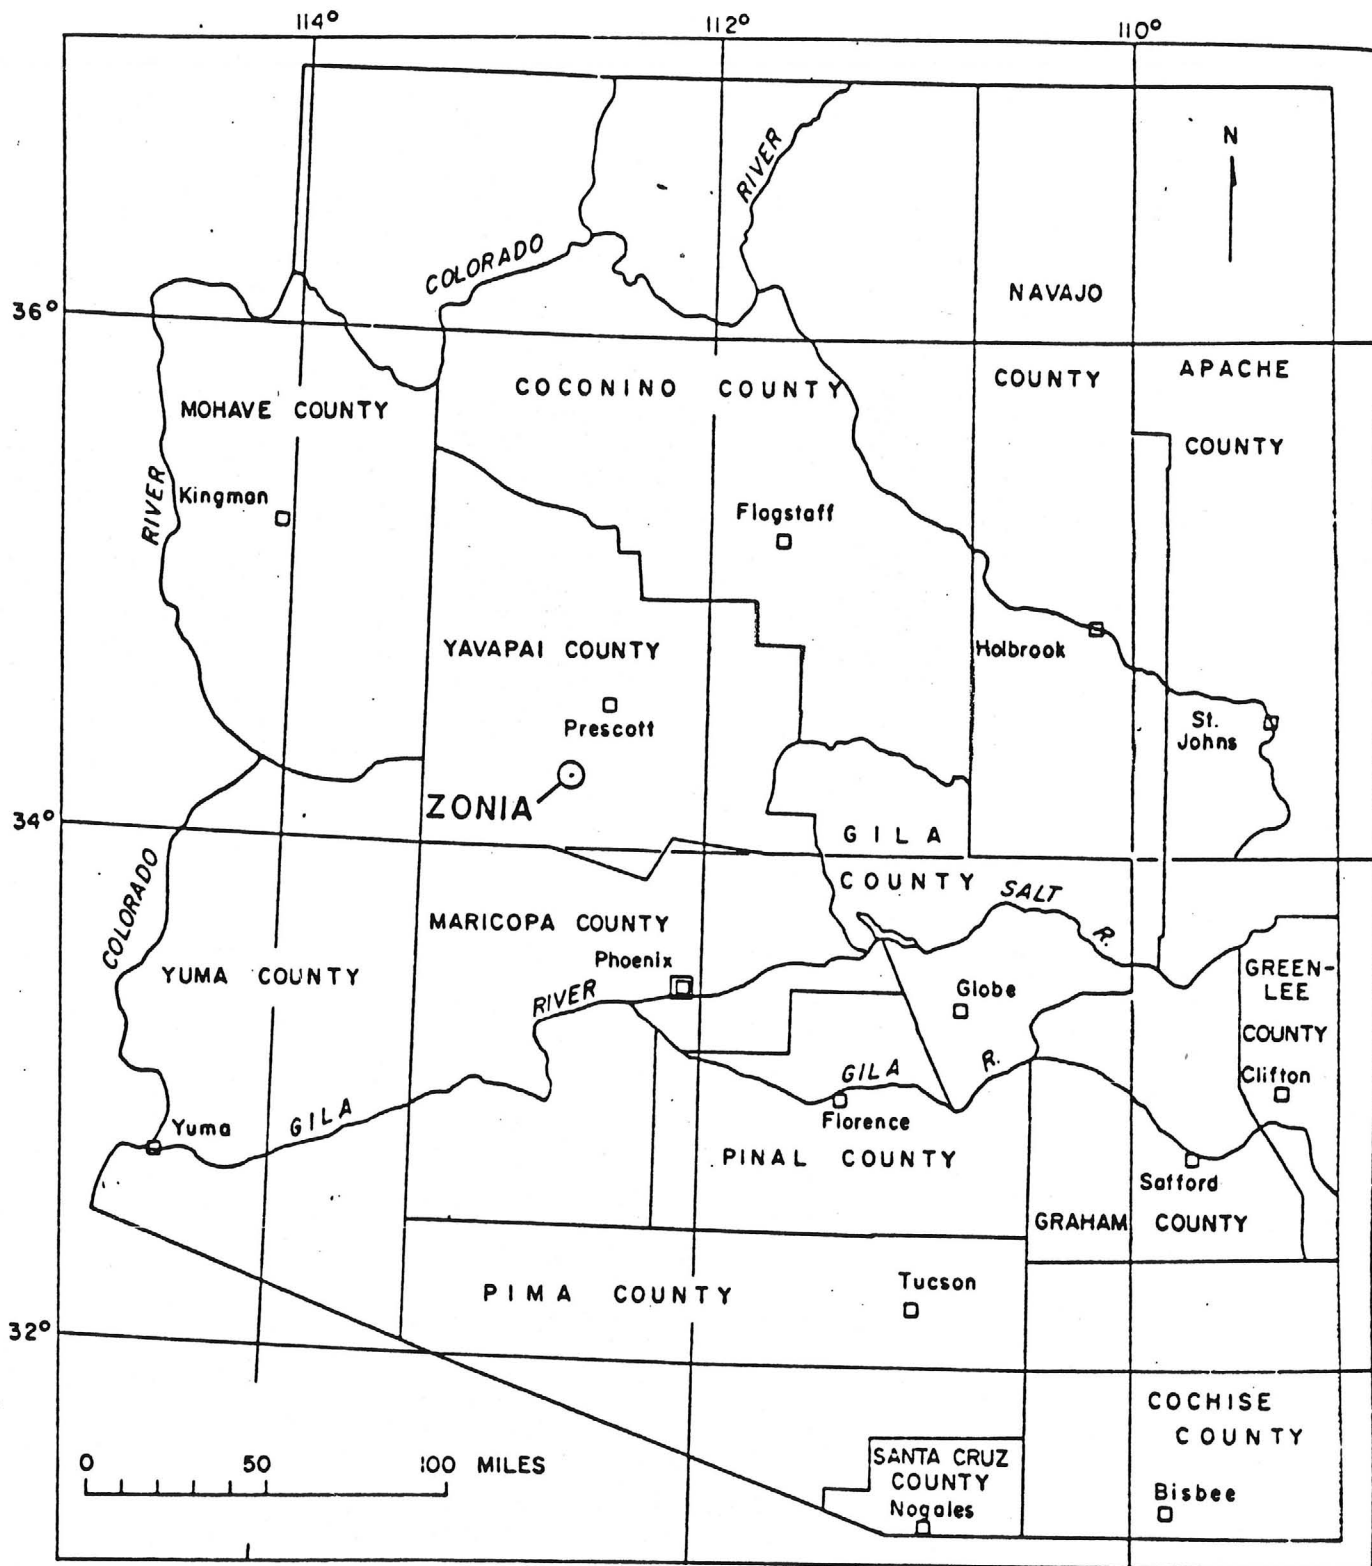 114°
112°
110°
N
RIVER
COLORADO
NAVAJO
36°
COUNTY
APACHE
COCONINO COUNTY
MOHAVE COUNTY
COUNTY
RIVER
Kingman
Flagstaff
YAVAPAI COUNTY
Holbrook
Prescott
St.
Johns
ZONIA
34°
GILA
COUNTY
SALT
R.
COLORADO
MARICOPA COUNTY
Phoenix
YUMA COUNTY
RIVER
Globe
GREEN-
LEE
COUNTY
R.
GILA
Clifton
GILA
Yuma
Florence
PINAL COUNTY
Safford
GRAHAM COUNTY
Tucson
PIMA COUNTY
32°
COCHISE
COUNTY
0 50 100 MILES
SANTA CRUZ
COUNTY
Nogales
Bisbee